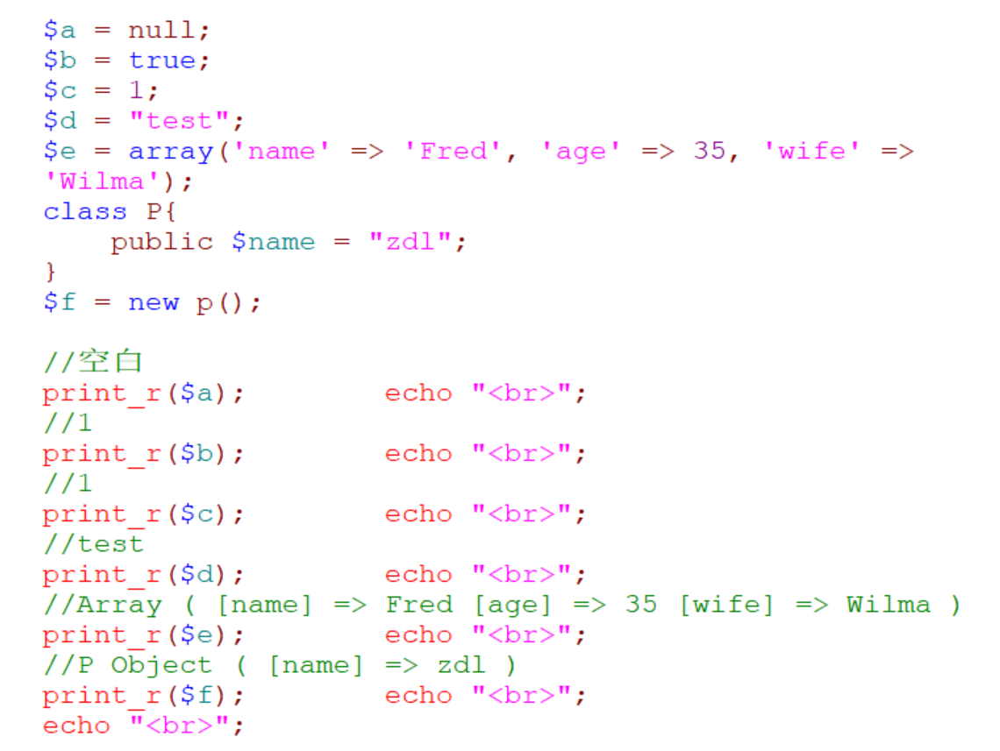 $a = null;
$b = true;
$c = 1;
$d = "test";
$e = array('name' => 'Fred', 'age' => 35, 'wife' =>
'Wilma');
class P{
    public $name = "zdl";
}
$f = new p();

//空白
print_r($a);        echo "<br>";
//1
print_r($b);        echo "<br>";
//1
print_r($c);        echo "<br>";
//test
print_r($d);        echo "<br>";
//Array ( [name] => Fred [age] => 35 [wife] => Wilma )
print_r($e);        echo "<br>";
//P Object ( [name] => zdl )
print_r($f);        echo "<br>";
echo "<br>";